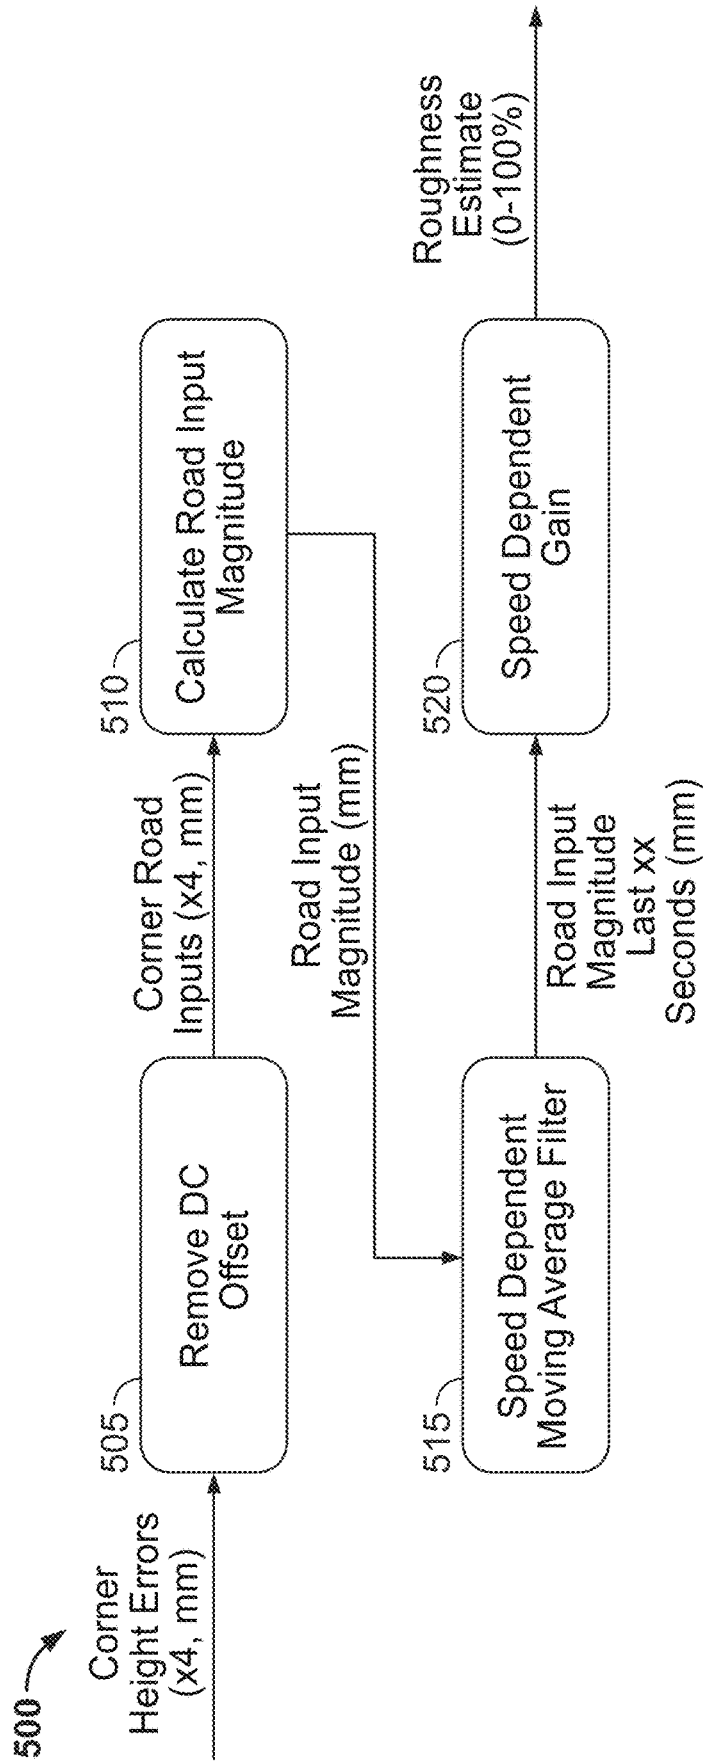 500
Corner
Height Errors
(x4, mm)
505
Remove DC
Offset
Corner Road
Inputs (x4, mm)
510
Calculate Road Input
Magnitude
Road Input
Magnitude (mm)
515
Speed Dependent
Moving Average Filter
Road Input
Magnitude
Last xx
Seconds (mm)
520
Speed Dependent
Gain
Roughness
Estimate
(0-100%)